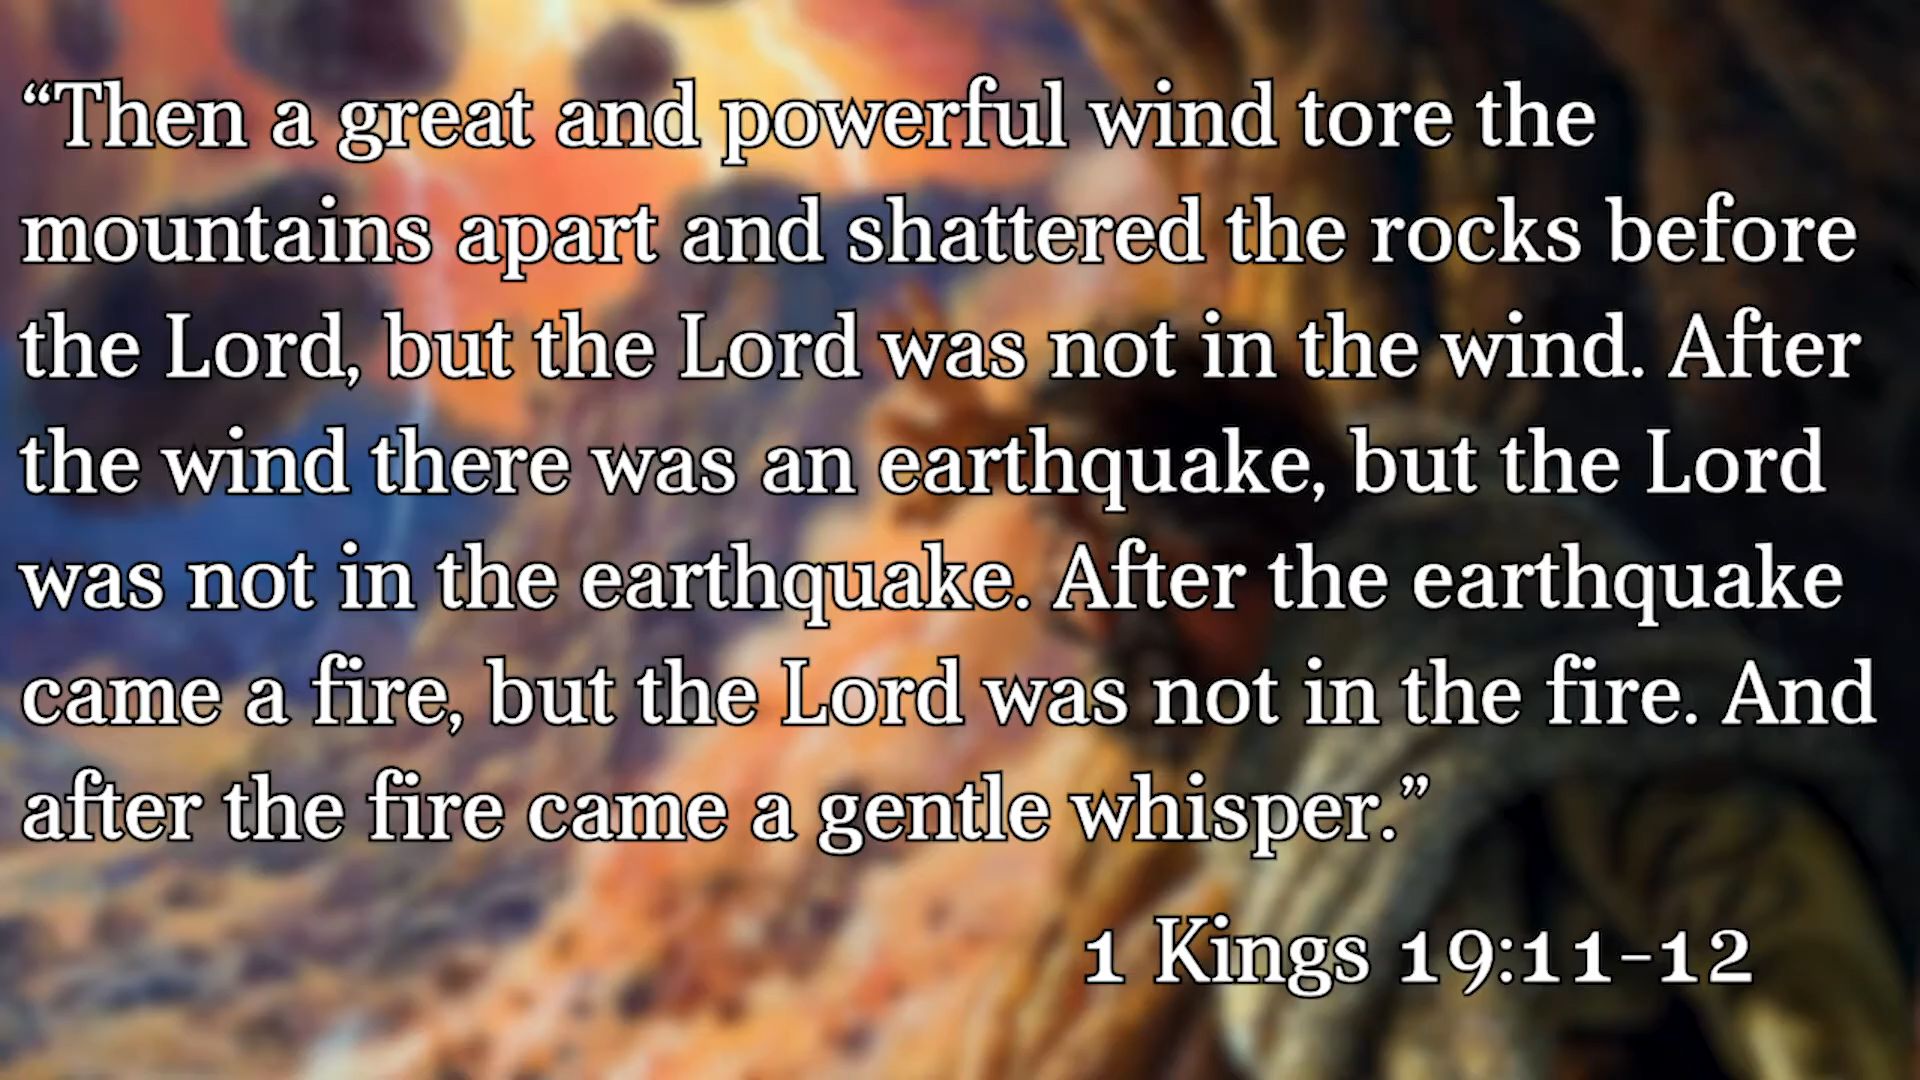 “Then a great and powerful wind tore the
mountains apart and shattered the rocks before
the Lord, but the Lord was not in the wind. After
the wind there was an earthquake, but the Lord
was not in the earthquake. After the earthquake
came a fire, but the Lord was not in the fire. And
after the fire came a gentle whisper.”
1 Kings 19:11-12